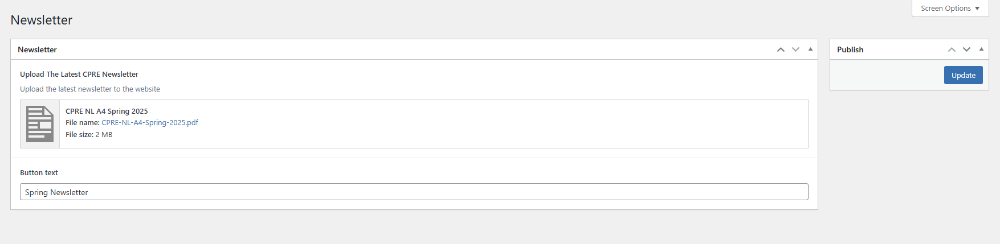 Screen Options
Newsletter
Newsletter
Upload The Latest CPRE Newsletter
Upload the latest newsletter to the website
CPRE NL A4 Spring 2025
File name: CPRE-NL-A4-Spring-2025.pdf
File size: 2 MB
Button text
Spring Newsletter
Publish
Update